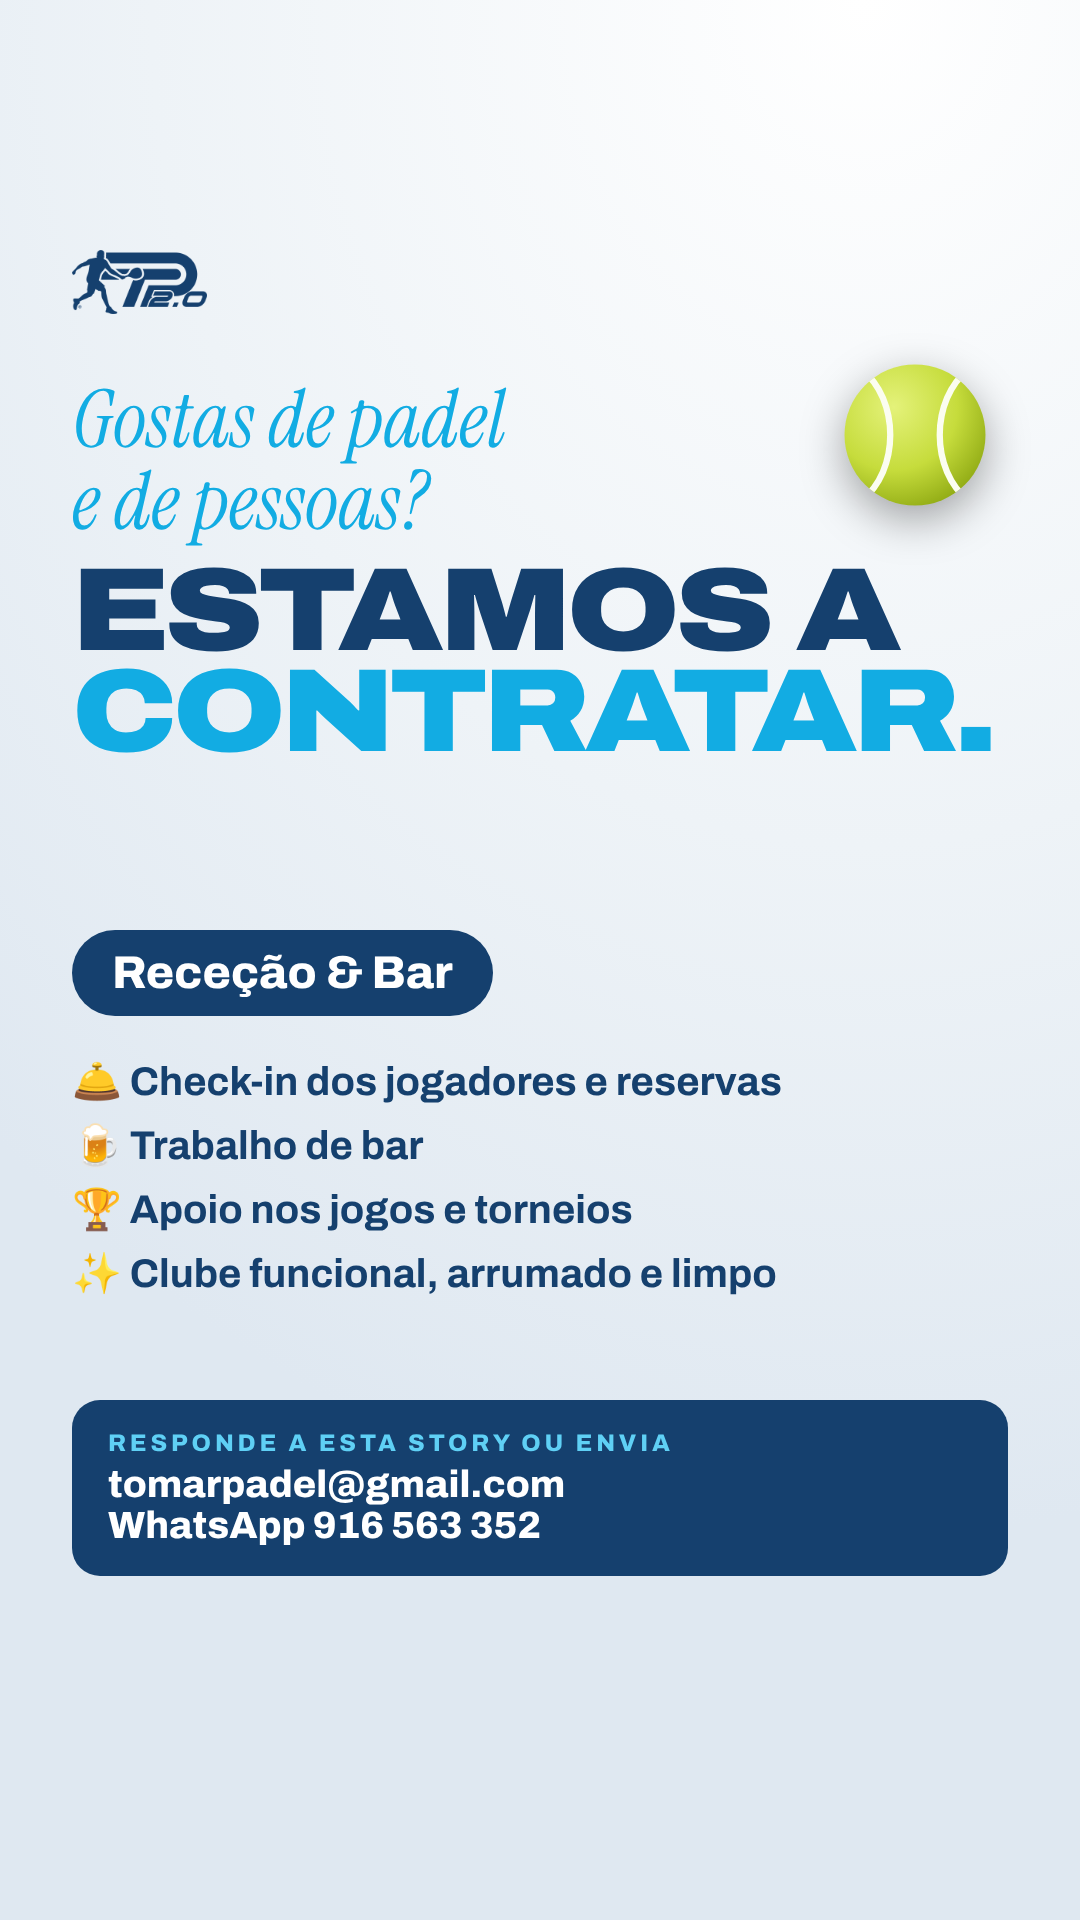 TP2.0
Gostas de padel
e de pessoas?
ESTAMOS A
CONTRATAR.
Receção & Bar
🛎️ Check-in dos jogadores e reservas
🍺 Trabalho de bar
🏆 Apoio nos jogos e torneios
✨ Clube funcional, arrumado e limpo
RESPONDE A ESTA STORY OU ENVIA
tomarpadel@gmail.com
WhatsApp 916 563 352